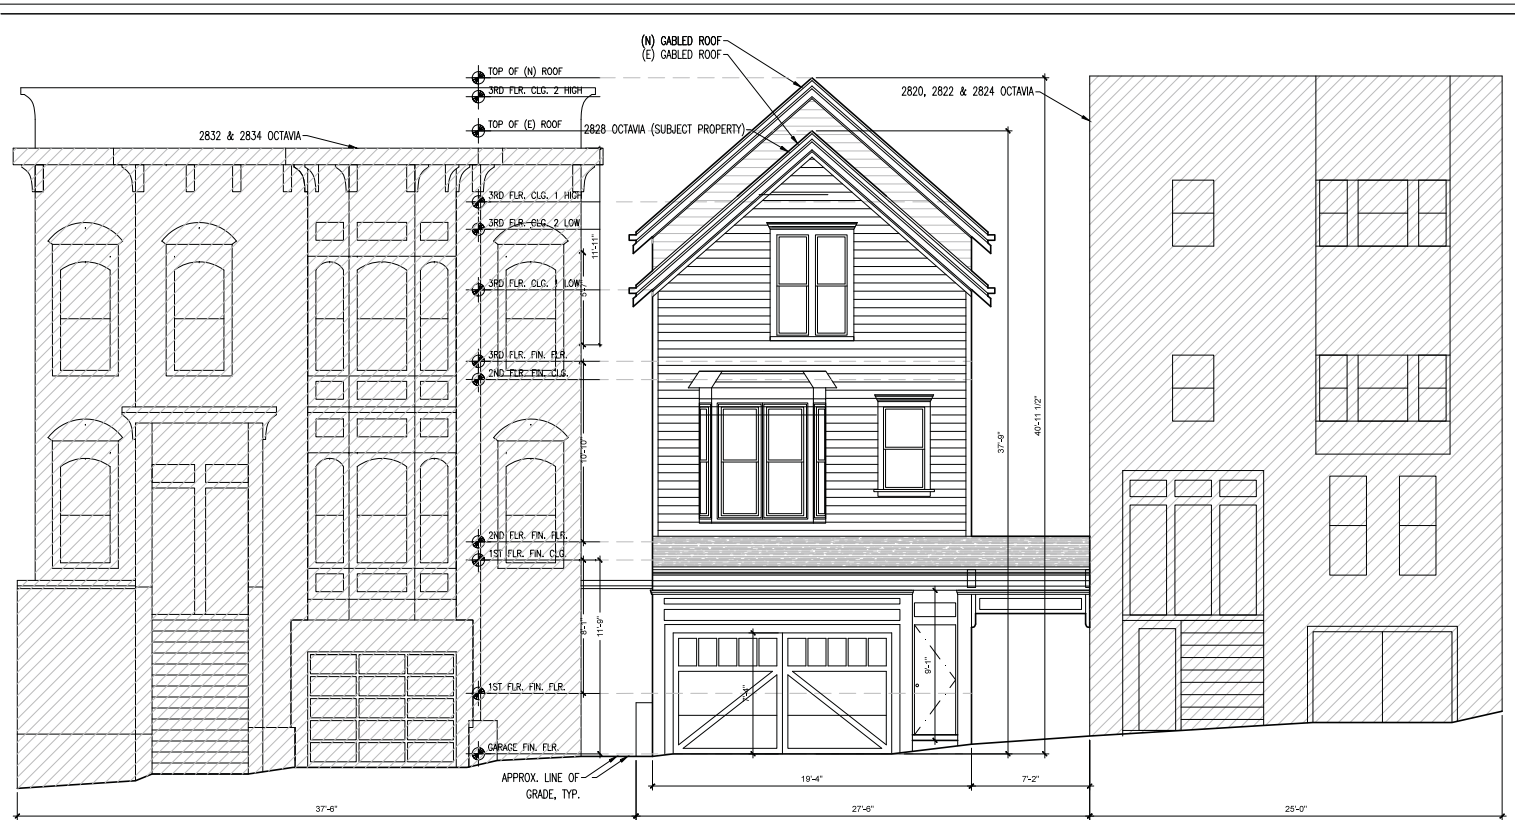 (N) GABLED ROOF
(E) GABLED ROOF
TOP OF (N) ROOF
3RD FLR. CLG. 2 HIGH
2820, 2822 & 2824 OCTAVIA
TOP OF (E) ROOF
2828 OCTAVIA (SUBJECT PROPERTY)
2832 & 2834 OCTAVIA
3RD FLR. CLG. 1 HIGH
3RD FLR. CLG. 2 LOW
11'-11"
3RD FLR. CLG. 1 LOW
3RD FLR. FIN. FLR.
2ND FLR. FIN. CLG.
40'-11 1/2"
37'-9"
10'-10"
2ND FLR. FIN. FLR.
1ST FLR. FIN. CLG.
8'-1"
11'-9"
9'-1"
1ST FLR. FIN. FLR.
GARAGE FIN. FLR.
APPROX. LINE OF
GRADE, TYP.
19'-4"
7'-2"
37'-6"
27'-6"
25'-0"